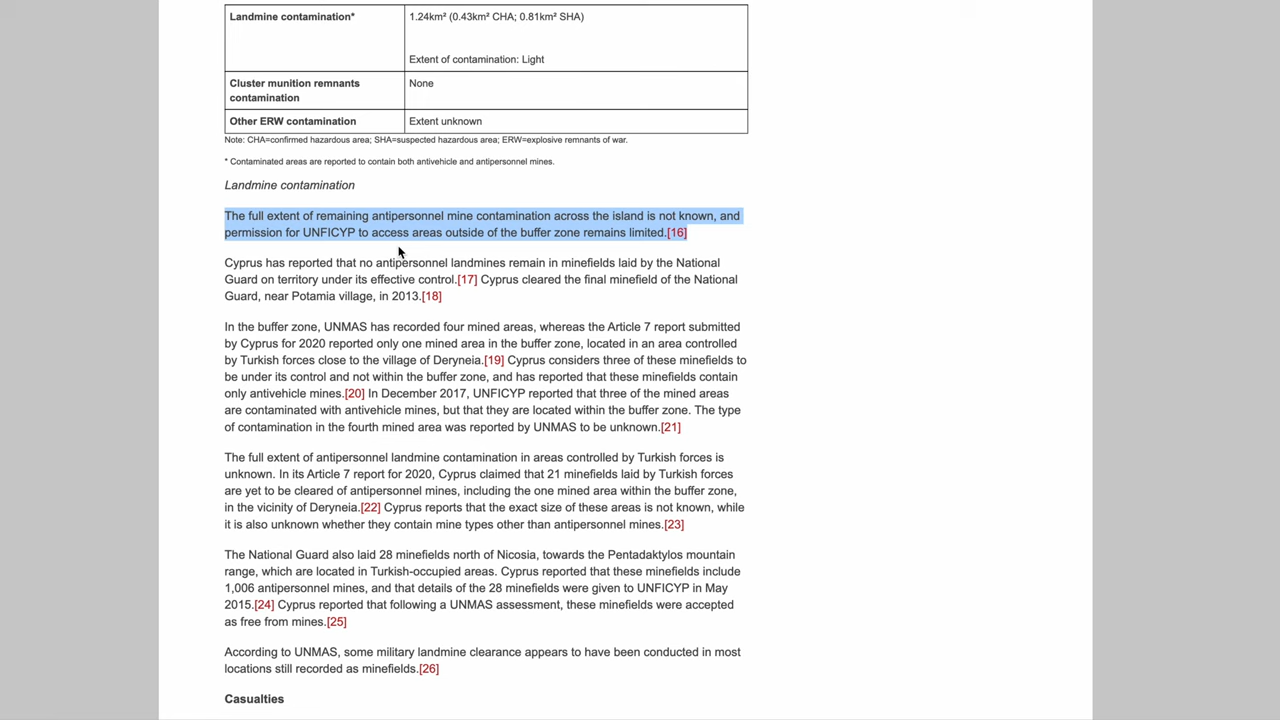 Landmine contamination*
1.24km² (0.43km² CHA; 0.81km² SHA)
Extent of contamination: Light
Cluster munition remnants
contamination
None
Other ERW contamination
Extent unknown
Note: CHA=confirmed hazardous area; SHA=suspected hazardous area; ERW=explosive remnants of war.
* Contaminated areas are reported to contain both antivehicle and antipersonnel mines.
Landmine contamination
The full extent of remaining antipersonnel mine contamination across the island is not known, and
permission for UNFICYP to access areas outside of the buffer zone remains limited.[16]
Cyprus has reported that no antipersonnel landmines remain in minefields laid by the National
Guard on territory under its effective control.[17] Cyprus cleared the final minefield of the National
Guard, near Potamia village, in 2013.[18]
In the buffer zone, UNMAS has recorded four mined areas, whereas the Article 7 report submitted
by Cyprus for 2020 reported only one mined area in the buffer zone, located in an area controlled
by Turkish forces close to the village of Deryneia.[19] Cyprus considers three of these minefields to
be under its control and not within the buffer zone, and has reported that these minefields contain
only antivehicle mines.[20] In December 2017, UNFICYP reported that three of the mined areas
are contaminated with antivehicle mines, but that they are located within the buffer zone. The type
of contamination in the fourth mined area was reported by UNMAS to be unknown.[21]
The full extent of antipersonnel landmine contamination in areas controlled by Turkish forces is
unknown. In its Article 7 report for 2020, Cyprus claimed that 21 minefields laid by Turkish forces
are yet to be cleared of antipersonnel mines, including the one mined area within the buffer zone,
in the vicinity of Deryneia.[22] Cyprus reports that the exact size of these areas is not known, while
it is also unknown whether they contain mine types other than antipersonnel mines.[23]
The National Guard also laid 28 minefields north of Nicosia, towards the Pentadaktylos mountain
range, which are located in Turkish-occupied areas. Cyprus reported that these minefields include
1,006 antipersonnel mines, and that details of the 28 minefields were given to UNFICYP in May
2015.[24] Cyprus reported that following a UNMAS assessment, these minefields were accepted
as free from mines.[25]
According to UNMAS, some military landmine clearance appears to have been conducted in most
locations still recorded as minefields.[26]
Casualties